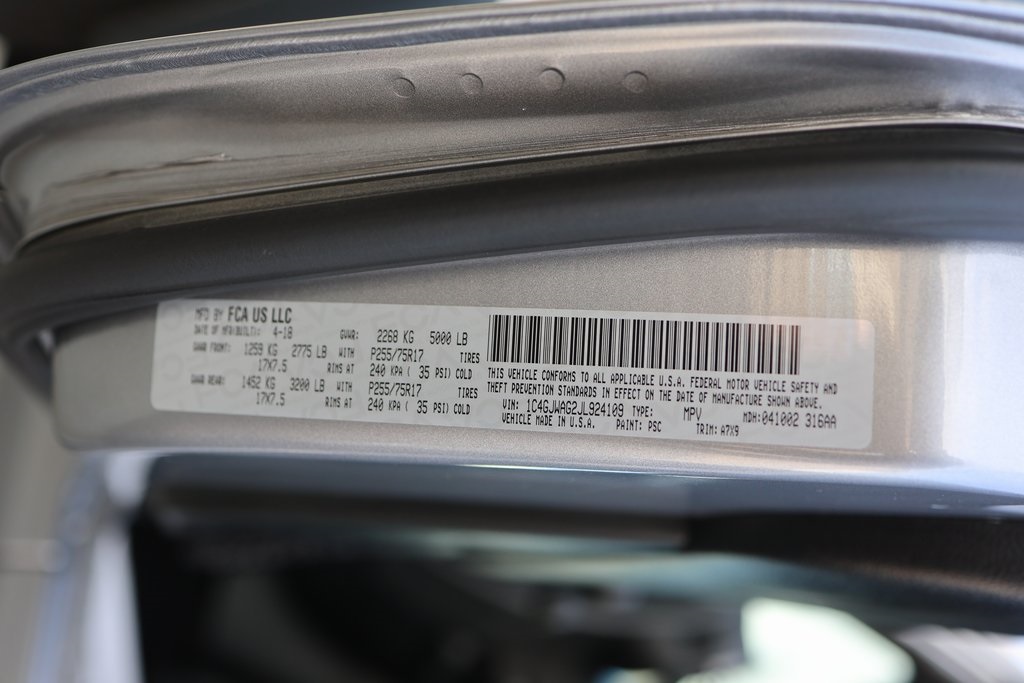 MFD BY FCA US LLC
DATE OF MFR(BUILT): 4-18 GVWR: 2268 KG 5000 LB
GAWR FRONT: 1259 KG 2775 LB WITH P255/75R17 TIRES
17X7.5 RIMS AT 240 KPA ( 35 PSI) COLD
GAWR REAR: 1452 KG 3200 LB WITH P255/75R17 TIRES
17X7.5 RIMS AT 240 KPA ( 35 PSI) COLD
THIS VEHICLE CONFORMS TO ALL APPLICABLE U.S.A. FEDERAL MOTOR VEHICLE SAFETY AND
THEFT PREVENTION STANDARDS IN EFFECT ON THE DATE OF MANUFACTURE SHOWN ABOVE.
VIN: 1C4GJWAG2JL924109 TYPE: MPV MDH:041002 316AA
VEHICLE MADE IN U.S.A. PAINT: PSC TRIM: A7X9